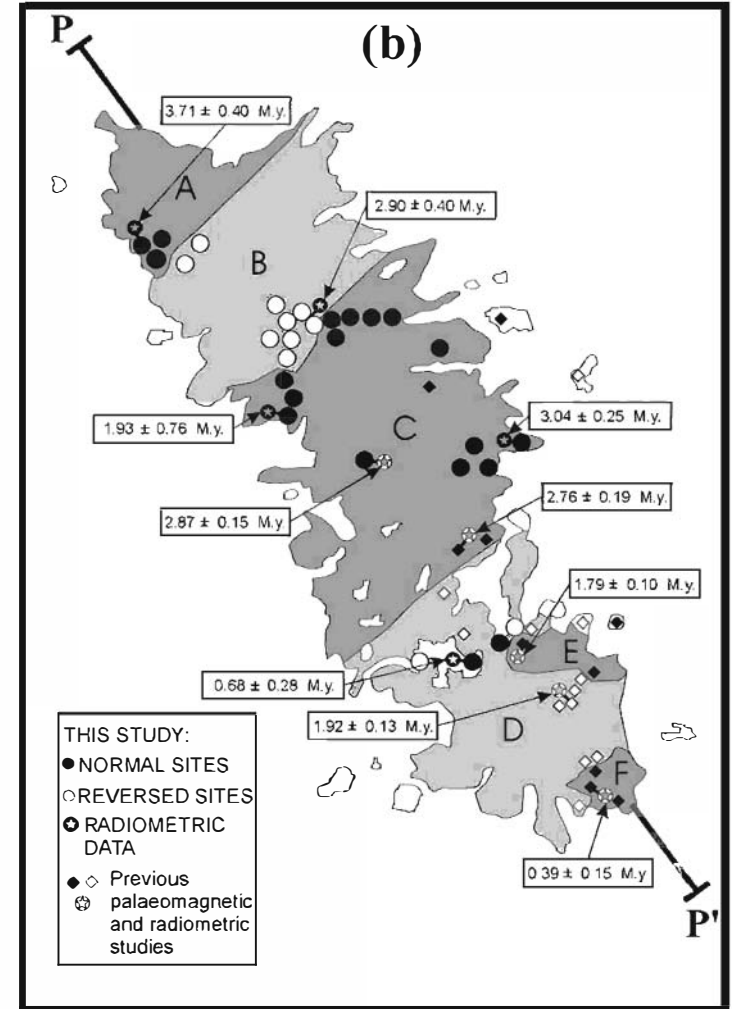 (b)
P
3.71 ± 0.40 M.y.
A
2.90 ± 0.40 M.y.
B
C
1.93 ± 0.76 M.y.
3.04 ± 0.25 M.y.
2.87 ± 0.15 M.y.
2.76 ± 0.19 M.y.
1.79 ± 0.10 M.y.
E
0.68 ± 0.28 M.y.
1.92 ± 0.13 M.y.
D
F
0.39 ± 0.15 M.y
P'
THIS STUDY:
NORMAL SITES
REVERSED SITES
RADIOMETRIC
DATA
Previous
palaeomagnetic
and radiometric
studies